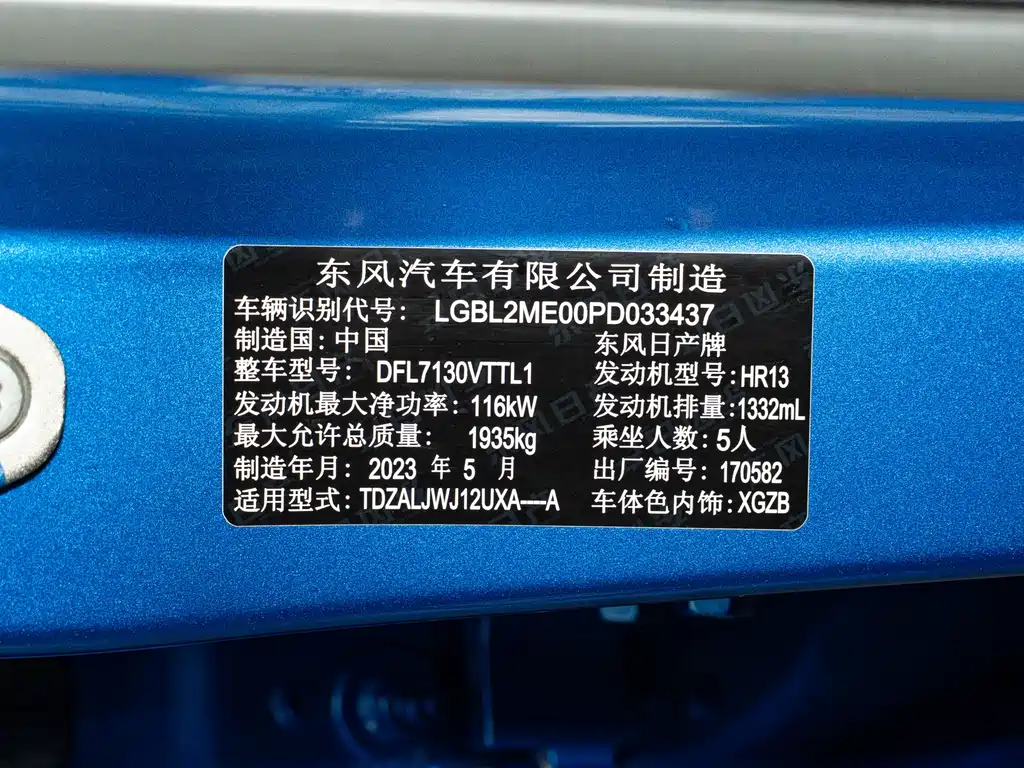 东风汽车有限公司制造
车辆识别代号: LGBL2ME00PD033437
制造国: 中国 东风日产牌
整车型号: DFL7130VTTL1 发动机型号: HR13
发动机最大净功率: 116kW 发动机排量: 1332mL
最大允许总质量: 1935kg 乘坐人数: 5人
制造年月: 2023 年 5 月 出厂编号: 170582
适用型式: TDZALJWJ12UXA----A 车体色内饰: XGZB